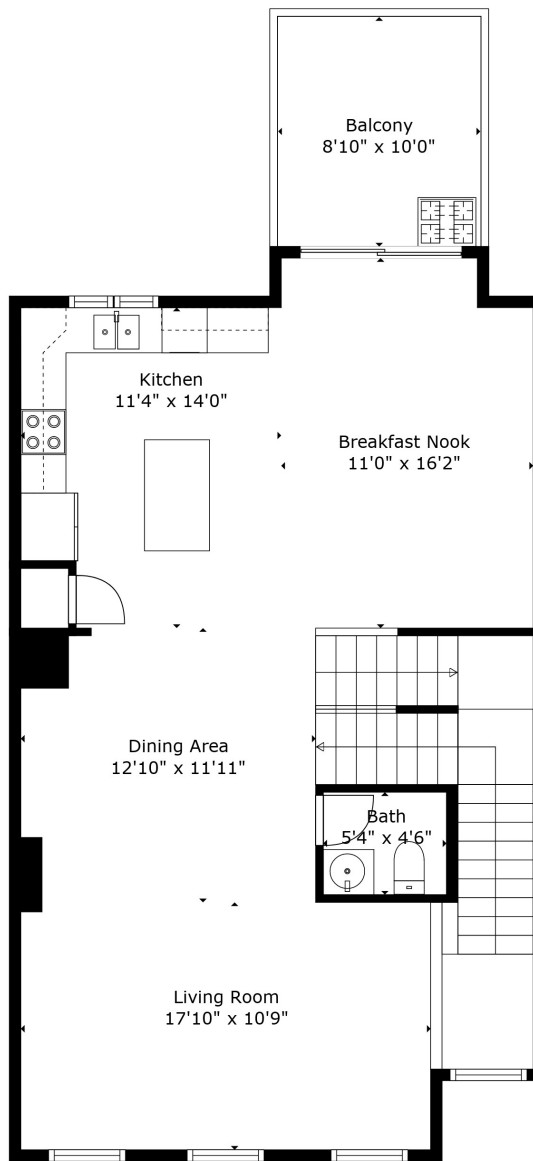 Balcony
8'10" x 10'0"
Kitchen
11'4" x 14'0"
Breakfast Nook
11'0" x 16'2"
Dining Area
12'10" x 11'11"
Bath
5'4" x 4'6"
Living Room
17'10" x 10'9"